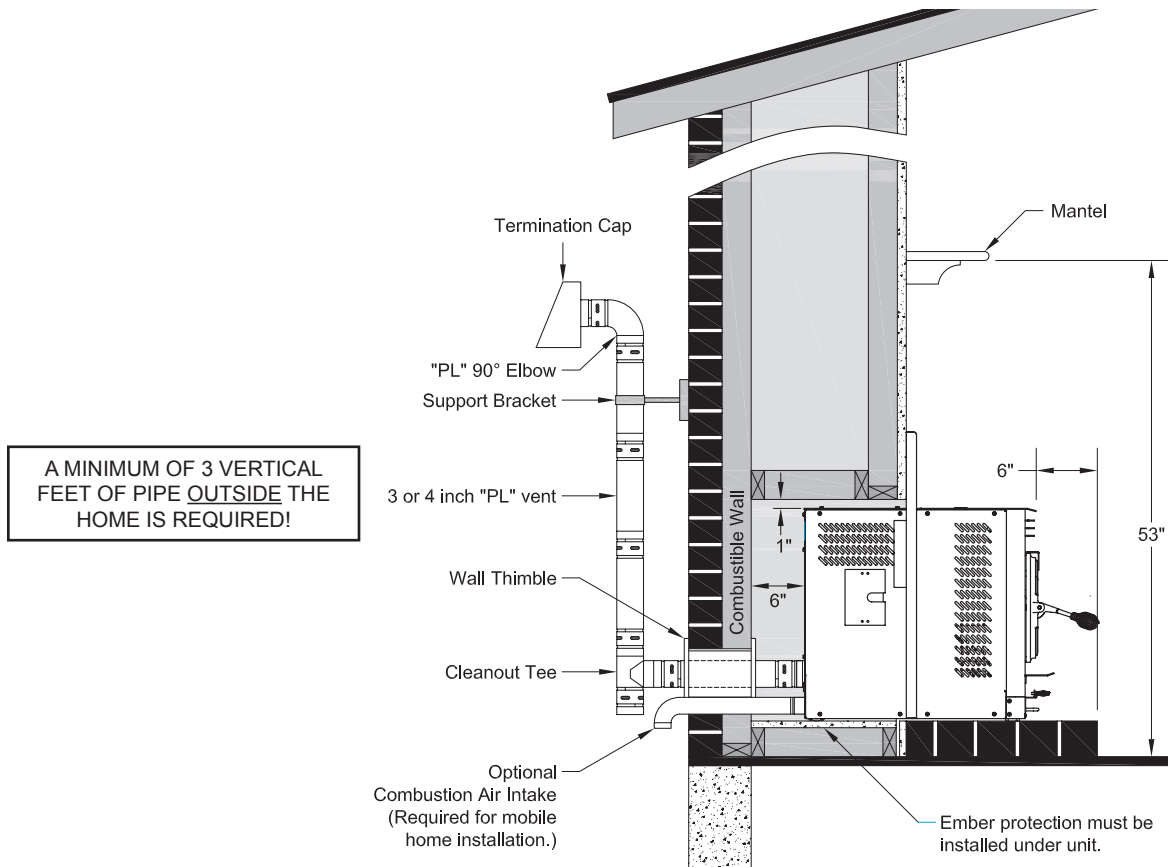 Termination Cap
Mantel
"PL" 90° Elbow
Support Bracket
A MINIMUM OF 3 VERTICAL
FEET OF PIPE OUTSIDE THE
HOME IS REQUIRED!
3 or 4 inch "PL" vent
6"
53"
1"
Combustible Wall
6"
Wall Thimble
Cleanout Tee
Optional
Combustion Air Intake
(Required for mobile
home installation.)
Ember protection must be
installed under unit.